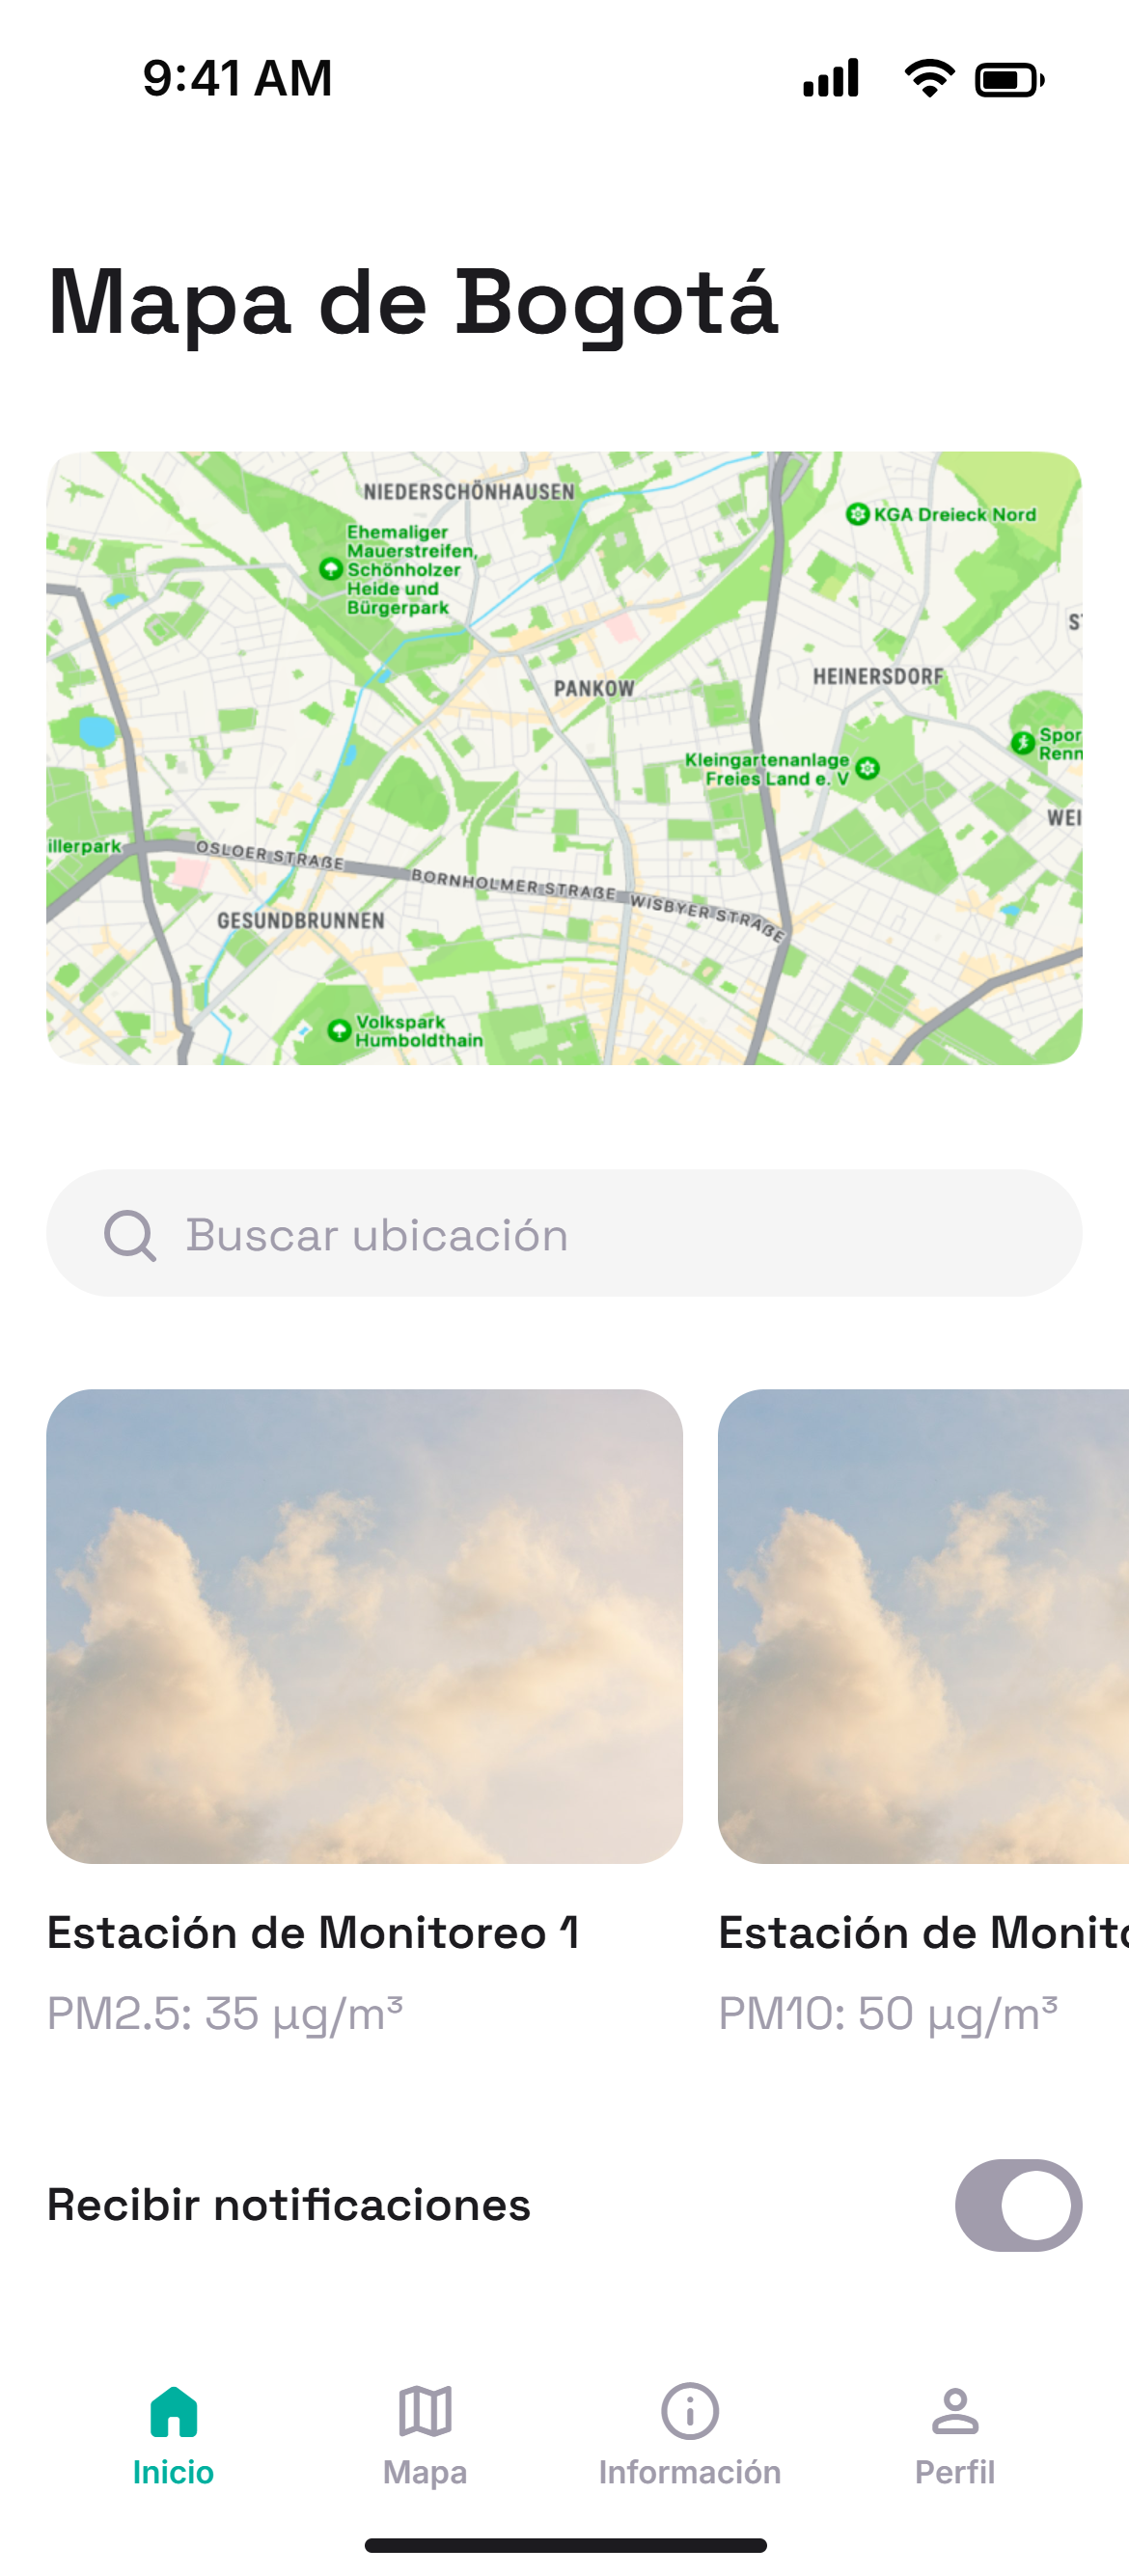 9:41 AM
Mapa de Bogotá
NIEDERSCHÖNHAUSEN
KGA Dreieck Nord
Ehemaliger
Mauerstreifen,
Schönholzer
Heide und
Bürgerpark
HEINERSDORF
PANKOW
Kleingartenanlage
Freies Land e. V
Spor
Renn
WEI
illerpark
OSLOER STRAßE
BORNHOLMER STRAßE
WISBYER STRAßE
GESUNDBRUNNEN
Volkspark
Humboldthain
Buscar ubicación
Estación de Monitoreo 1
PM2.5: 35 µg/m³
Estación de Monito
PM10: 50 µg/m³
Recibir notificaciones
Inicio
Mapa
Información
Perfil